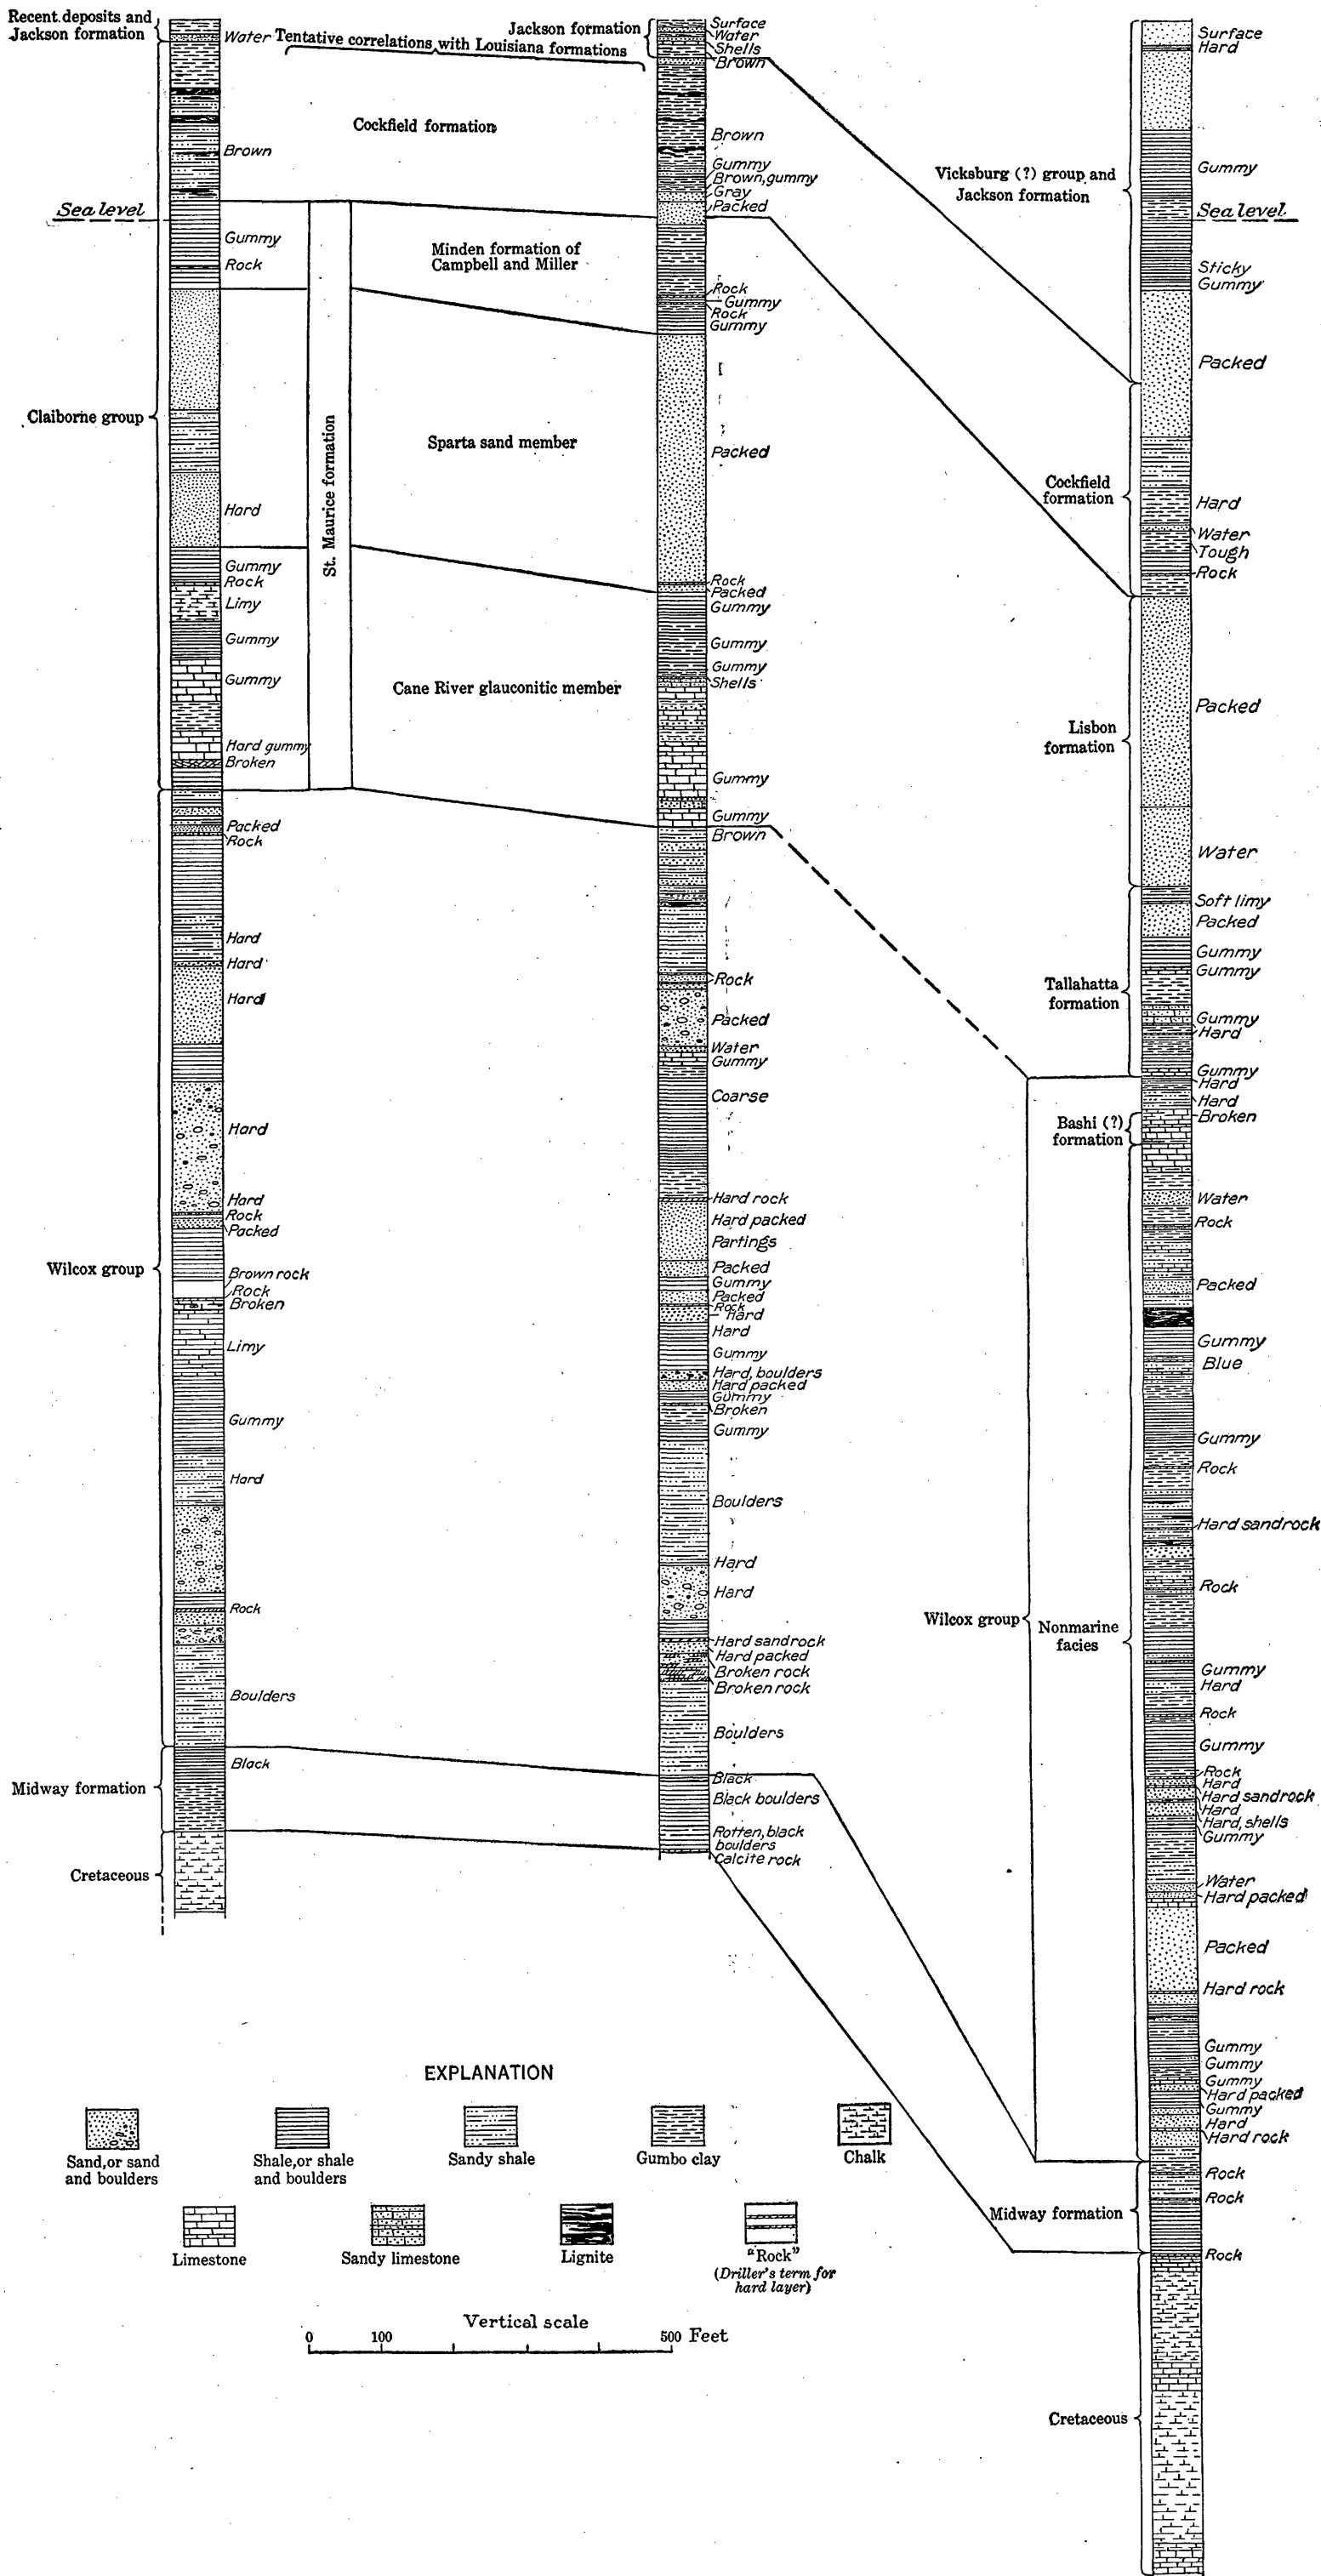 Recent deposits and
Jackson formation
Water
Brown
Sea level
Gummy
Rock
Claiborne group
Hard
Gummy
Rock
Limy
Gummy
Gummy
Hard gummy
Broken
Packed
Rock
Hard
Hard
Hard
Hard
Hard
Rock
Packed
Wilcox group
Brown rock
Rock
Broken
Limy
Gummy
Hard
Rock
Boulders
Black
Midway formation
Cretaceous
Tentative correlations with Louisiana formations
Cockfield formation
Minden formation of
Campbell and Miller
St. Maurice formation
Sparta sand member
Cane River glauconitic member
Jackson formation
Surface
Water
Shells
Brown
Brown
Gummy
Brown, gummy
Gray
Packed
Rock
Gummy
Rock
Gummy
Packed
Rock
Packed
Gummy
Gummy
Gummy
Shells
Gummy
Gummy
Brown
Rock
Packed
Water
Gummy
Coarse
Hard rock
Hard packed
Partings
Packed
Gummy
Packed
Rock
Hard
Hard
Gummy
Hard, boulders
Hard packed
Gummy
Broken
Gummy
Boulders
Hard
Hard
Hard sandrock
Hard packed
Broken rock
Broken rock
Boulders
Black
Black boulders
Rotten, black
boulders
Calcite rock
Surface
Hard
Vicksburg (?) group and
Jackson formation
Gummy
Sea level
Sticky
Gummy
Packed
Cockfield
formation
Hard
Water
Tough
Rock
Lisbon
formation
Packed
Water
Soft limy
Packed
Gummy
Gummy
Tallahatta
formation
Gummy
Hard
Gummy
Hard
Hard
Broken
Bashi (?)
formation
Water
Rock
Packed
Gummy
Blue
Gummy
Rock
Hard sandrock
Rock
Wilcox group
Nonmarine
facies
Gummy
Hard
Rock
Gummy
Rock
Hard
Hard sandrock
Hard
Hard, shells
Gummy
Water
Hard packed
Packed
Hard rock
Gummy
Gummy
Gummy
Hard packed
Gummy
Hard
Hard rock
Rock
Rock
Midway formation
Rock
Cretaceous
EXPLANATION
Sand, or sand
and boulders
Shale, or shale
and boulders
Sandy shale
Gumbo clay
Chalk
Limestone
Sandy limestone
Lignite
"Rock"
(Driller's term for
hard layer)
Vertical scale
0 100 500 Feet